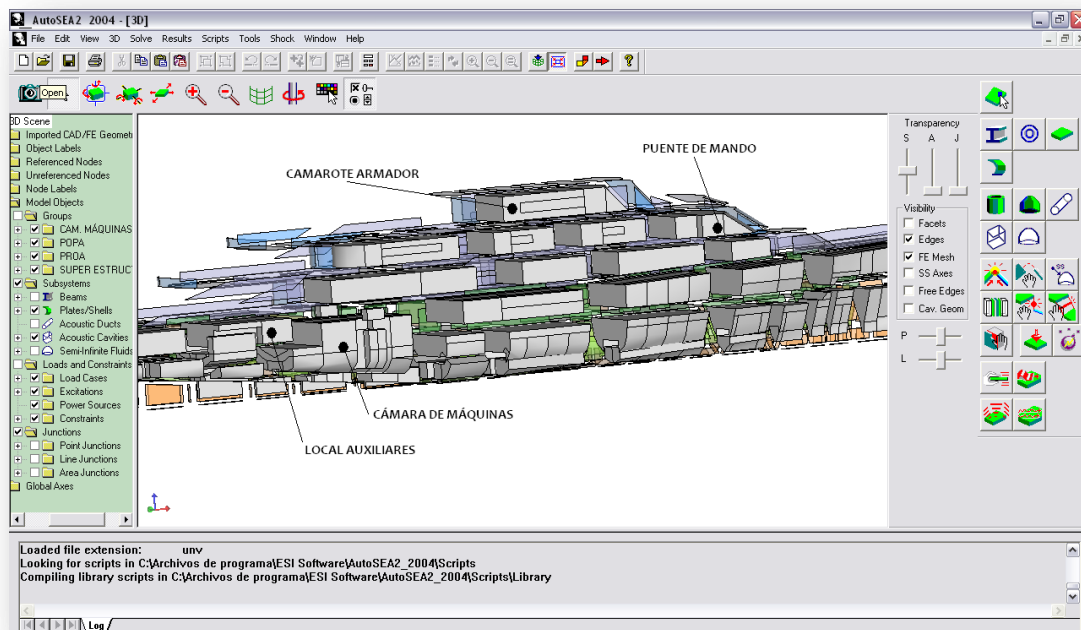 AutoSEA2 2004 - [3D]
File Edit View 3D Solve Results Scripts Tools Shock Window Help
Open
3D Scene
Imported CAD/FE Geometri
Object Labels
Referenced Nodes
Unreferenced Nodes
Node Labels
Model Objects
Groups
CAM. MÁQUINAS
POPA
PROA
SUPER ESTRUC
Subsystems
Beams
Plates/Shells
Acoustic Ducts
Acoustic Cavities
Semi-Infinite Fluids
Loads and Constraints
Load Cases
Excitations
Power Sources
Constraints
Junctions
Point Junctions
Line Junctions
Area Junctions
Global Axes
PUENTE DE MANDO
CAMAROTE ARMADOR
CÁMARA DE MÁQUINAS
LOCAL AUXILIARES
Transparency
S A J
Visibility
Facets
Edges
FE Mesh
SS Axes
Free Edges
Cav. Geom
P
L
SS
Loaded file extension: unv
Looking for scripts in C:\Archivos de programa\ESI Software\AutoSEA2_2004\Scripts
Compiling library scripts in C:\Archivos de programa\ESI Software\AutoSEA2_2004\Scripts\Library
Log